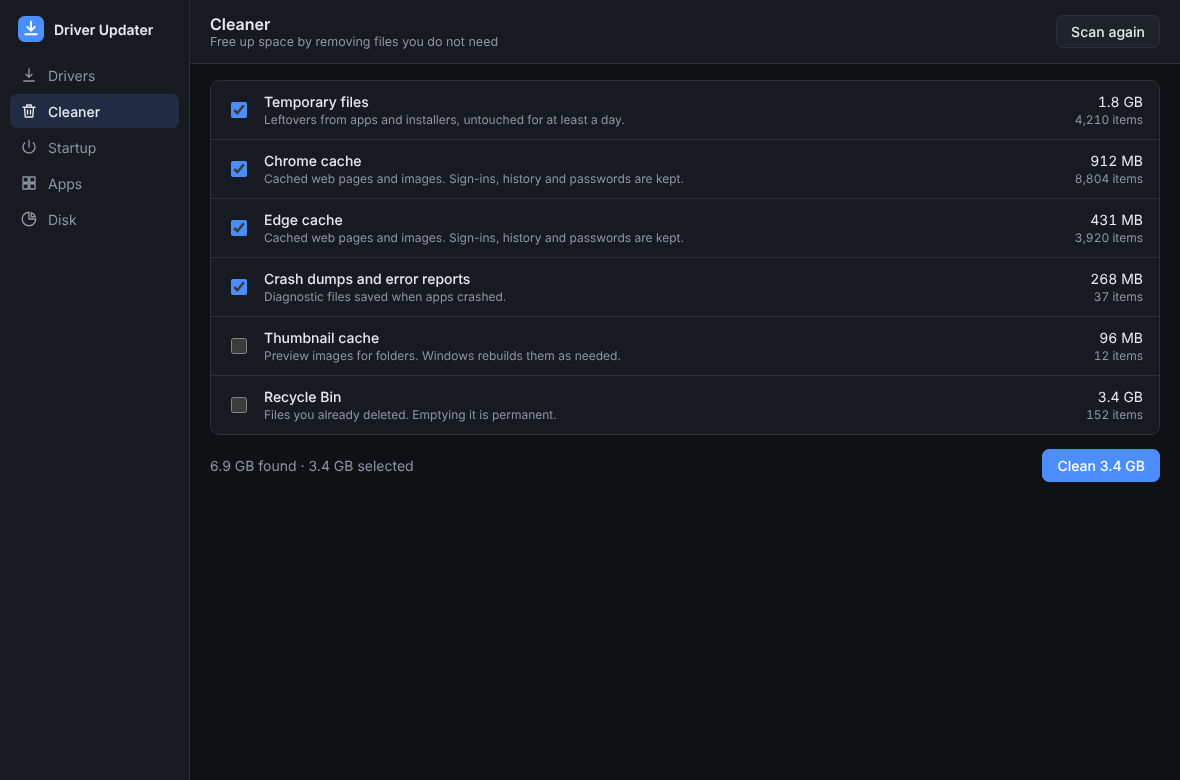 Driver Updater
Drivers
Cleaner
Startup
Apps
Disk
Cleaner
Free up space by removing files you do not need
Scan again
Temporary files
Leftovers from apps and installers, untouched for at least a day.
1.8 GB
4,210 items
Chrome cache
Cached web pages and images. Sign-ins, history and passwords are kept.
912 MB
8,804 items
Edge cache
Cached web pages and images. Sign-ins, history and passwords are kept.
431 MB
3,920 items
Crash dumps and error reports
Diagnostic files saved when apps crashed.
268 MB
37 items
Thumbnail cache
Preview images for folders. Windows rebuilds them as needed.
96 MB
12 items
Recycle Bin
Files you already deleted. Emptying it is permanent.
3.4 GB
152 items
6.9 GB found · 3.4 GB selected
Clean 3.4 GB